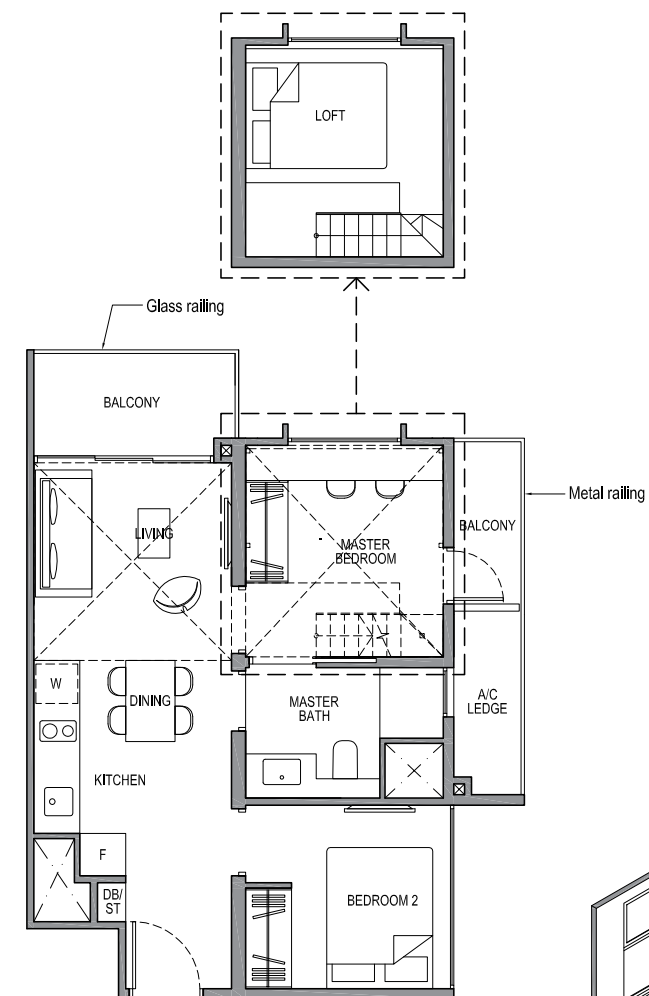 LOFT
Glass railing
BALCONY
Metal railing
BALCONY
LIVING
MASTER
BEDROOM
W
DINING
MASTER
BATH
A/C
LEDGE
KITCHEN
F
DB/
ST
BEDROOM 2